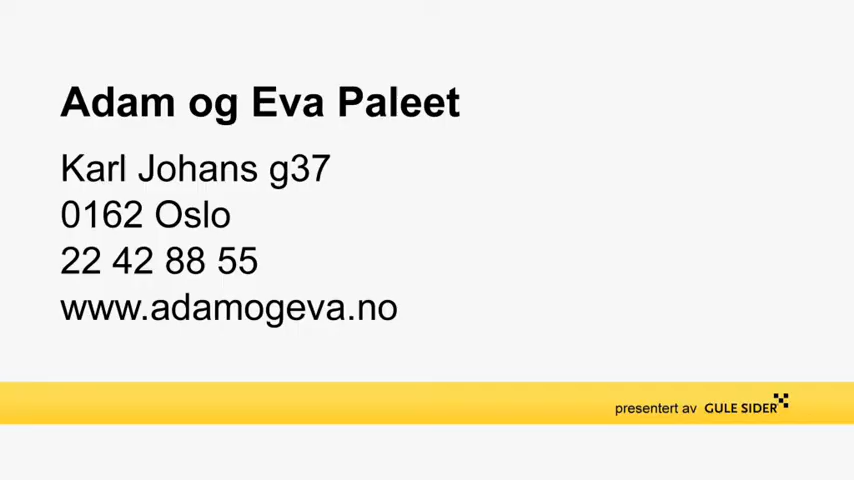 Adam og Eva Paleet
Karl Johans g37
0162 Oslo
22 42 88 55
www.adamogeva.no
presentert av GULE SIDER